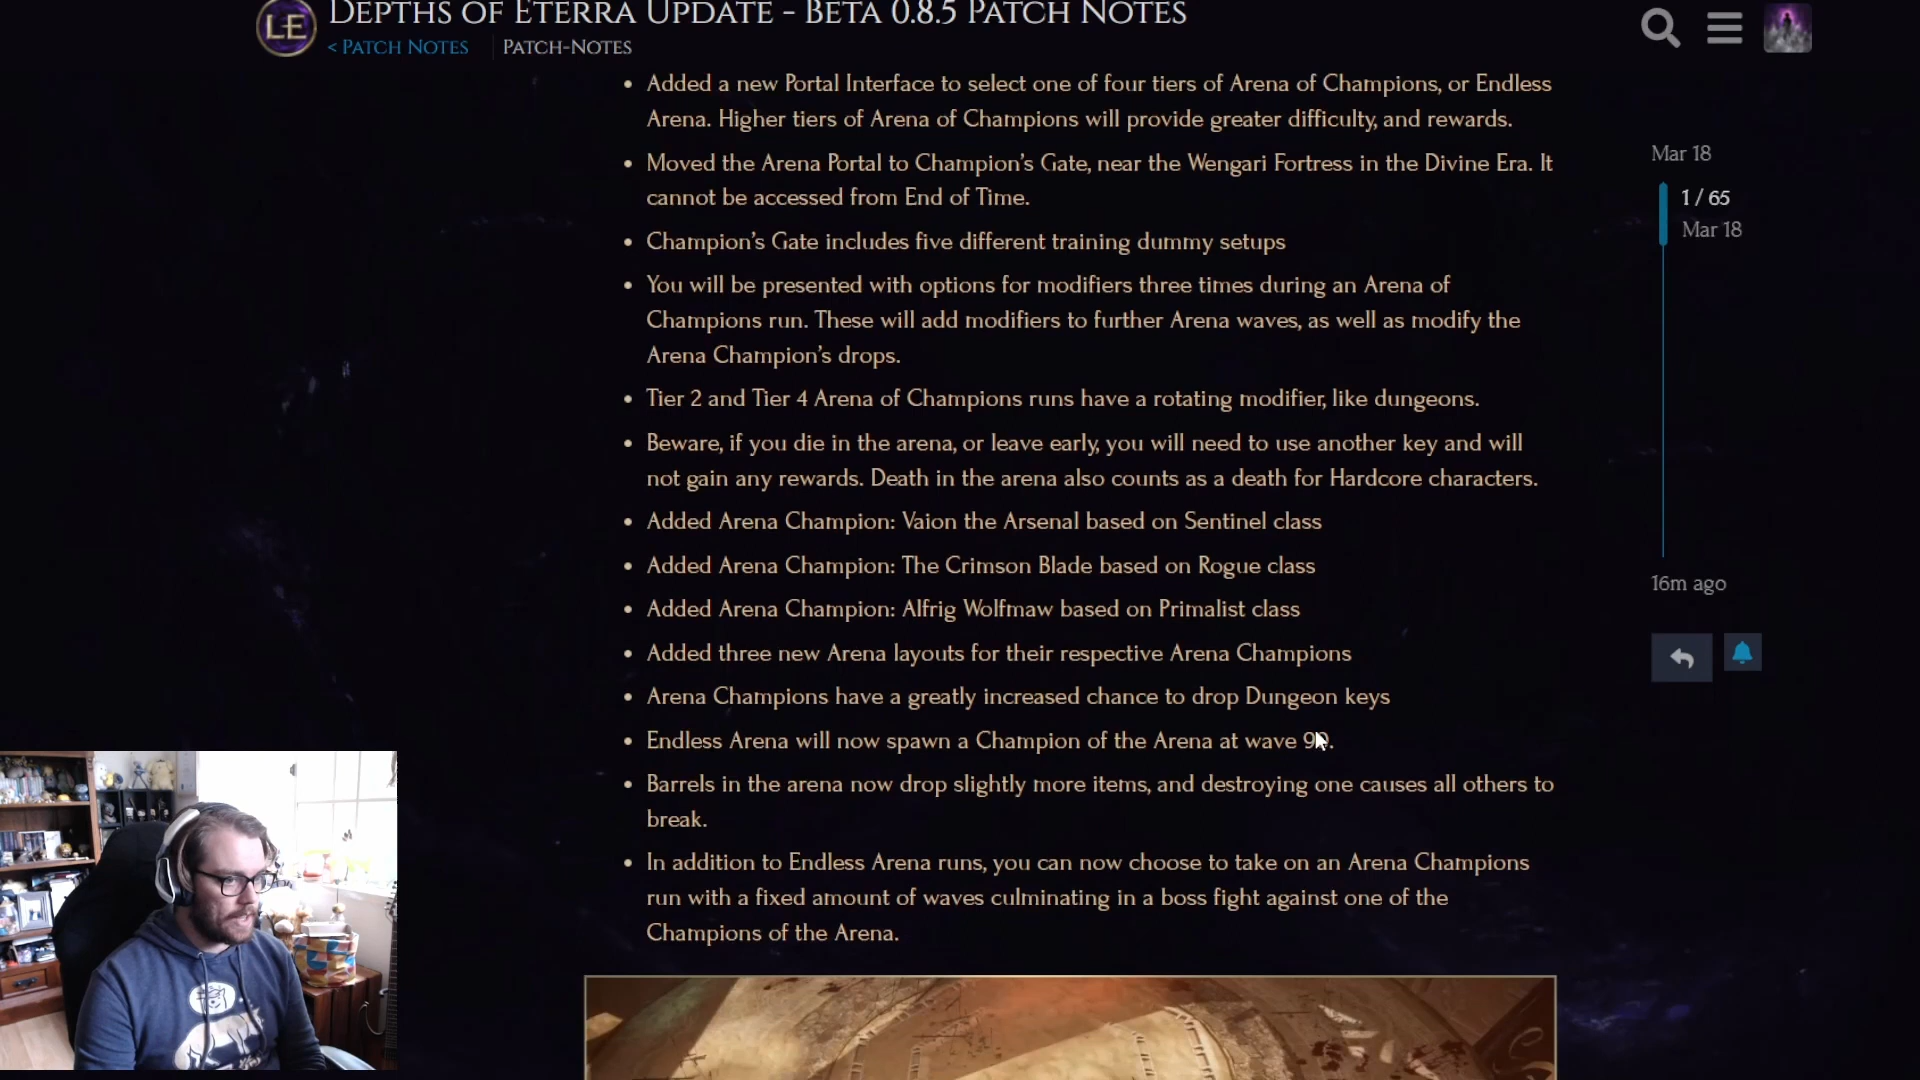 LE
DEPTHS OF ETERRA UPDATE - BETA 0.8.5 PATCH NOTES
< PATCH NOTES
PATCH-NOTES
Added a new Portal Interface to select one of four tiers of Arena of Champions, or Endless
Arena. Higher tiers of Arena of Champions will provide greater difficulty, and rewards.
Moved the Arena Portal to Champion's Gate, near the Wengari Fortress in the Divine Era. It
cannot be accessed from End of Time.
Champion's Gate includes five different training dummy setups
You will be presented with options for modifiers three times during an Arena of
Champions run. These will add modifiers to further Arena waves, as well as modify the
Arena Champion's drops.
Tier 2 and Tier 4 Arena of Champions runs have a rotating modifier, like dungeons.
Beware, if you die in the arena, or leave early, you will need to use another key and will
not gain any rewards. Death in the arena also counts as a death for Hardcore characters.
Added Arena Champion: Vaion the Arsenal based on Sentinel class
Added Arena Champion: The Crimson Blade based on Rogue class
Added Arena Champion: Alfrig Wolfmaw based on Primalist class
Added three new Arena layouts for their respective Arena Champions
Arena Champions have a greatly increased chance to drop Dungeon keys
Endless Arena will now spawn a Champion of the Arena at wave
Barrels in the arena now drop slightly more items, and destroying one causes all others to
break.
In addition to Endless Arena runs, you can now choose to take on an Arena Champions
run with a fixed amount of waves culminating in a boss fight against one of the
Champions of the Arena.
Mar 18
1 / 65
Mar 18
16m ago